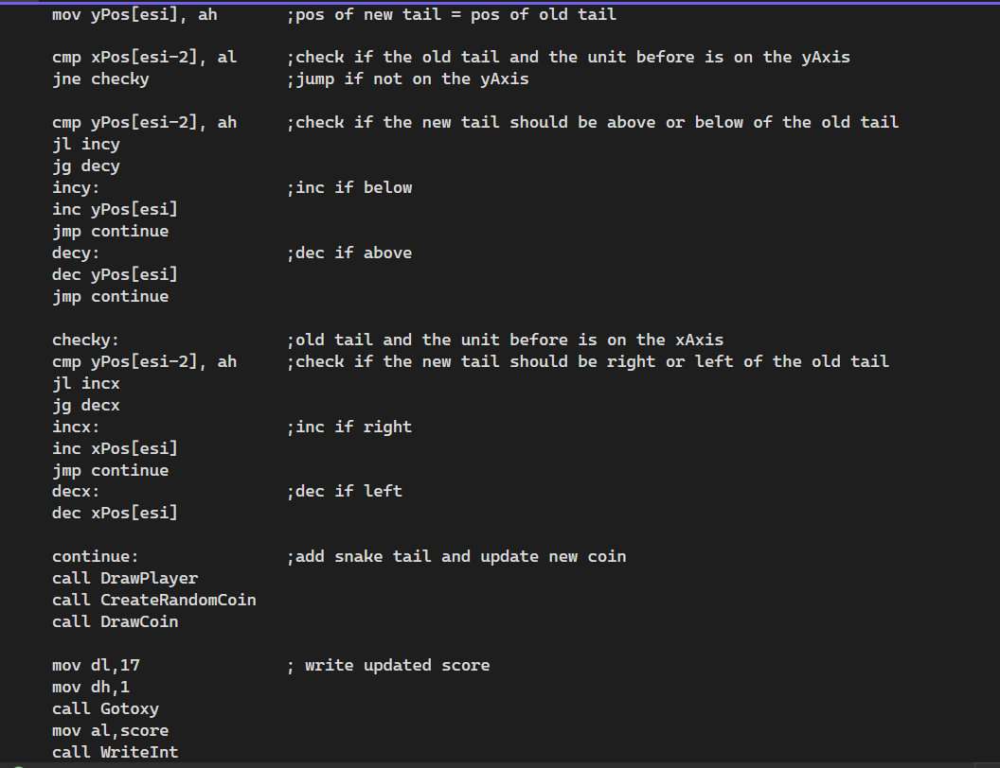 mov yPos[esi], ah ;pos of new tail = pos of old tail
cmp xPos[esi-2], al ;check if the old tail and the unit before is on the yAxis
jne checky ;jump if not on the yAxis
cmp yPos[esi-2], ah ;check if the new tail should be above or below of the old tail
jl incy
jg decy
incy: ;inc if below
inc yPos[esi]
jmp continue
decy: ;dec if above
dec yPos[esi]
jmp continue
checky: ;old tail and the unit before is on the xAxis
cmp yPos[esi-2], ah ;check if the new tail should be right or left of the old tail
jl incx
jg decx
incx: ;inc if right
inc xPos[esi]
jmp continue
decx: ;dec if left
dec xPos[esi]
continue: ;add snake tail and update new coin
call DrawPlayer
call CreateRandomCoin
call DrawCoin
mov dl,17 ; write updated score
mov dh,1
call Gotoxy
mov al,score
call WriteInt